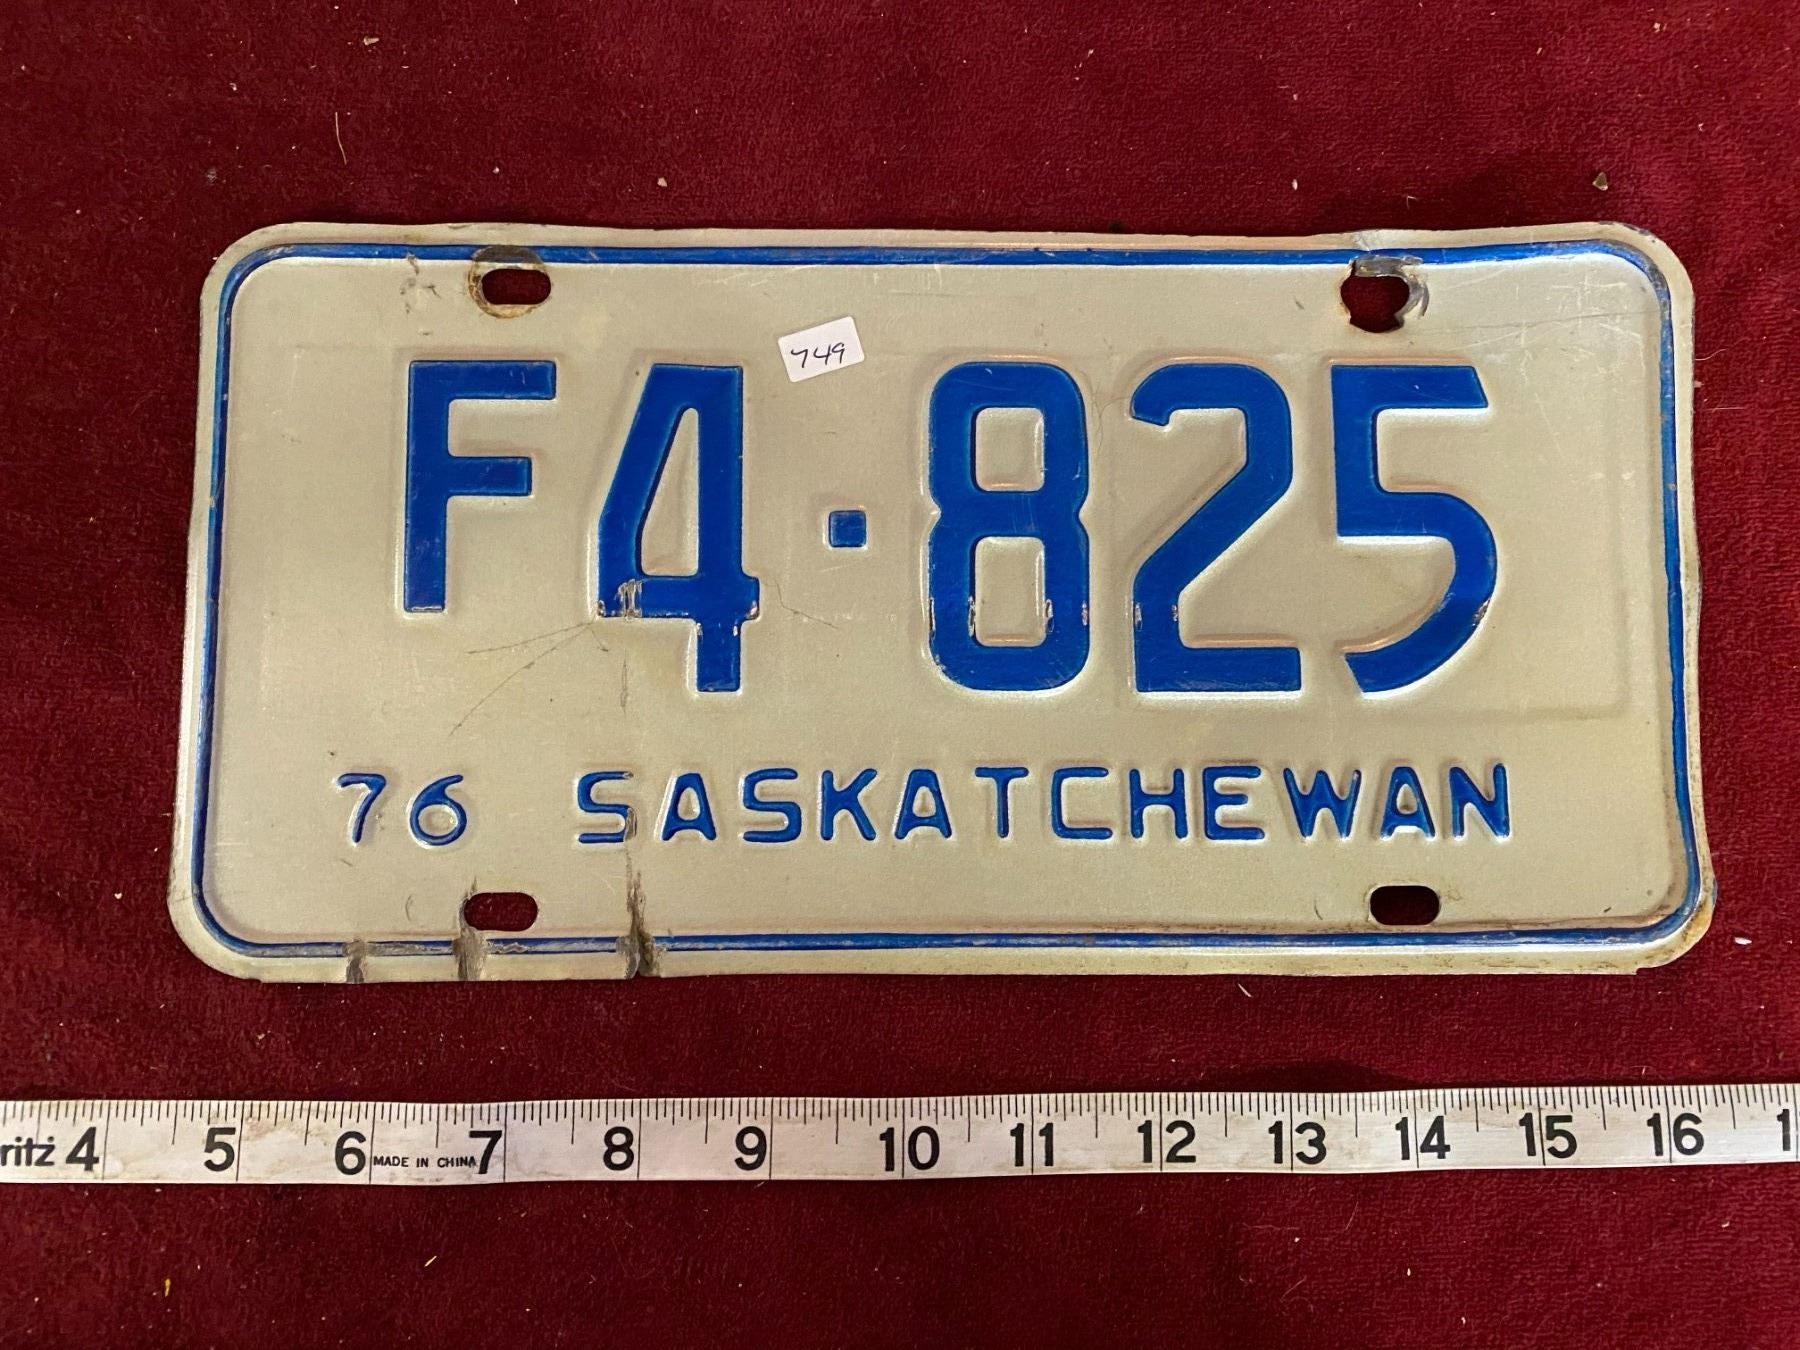 749
F4·825
76 SASKATCHEWAN
ritz 4 5 6 MADE IN CHINA 7 8 9 10 11 12 13 14 15 16 1